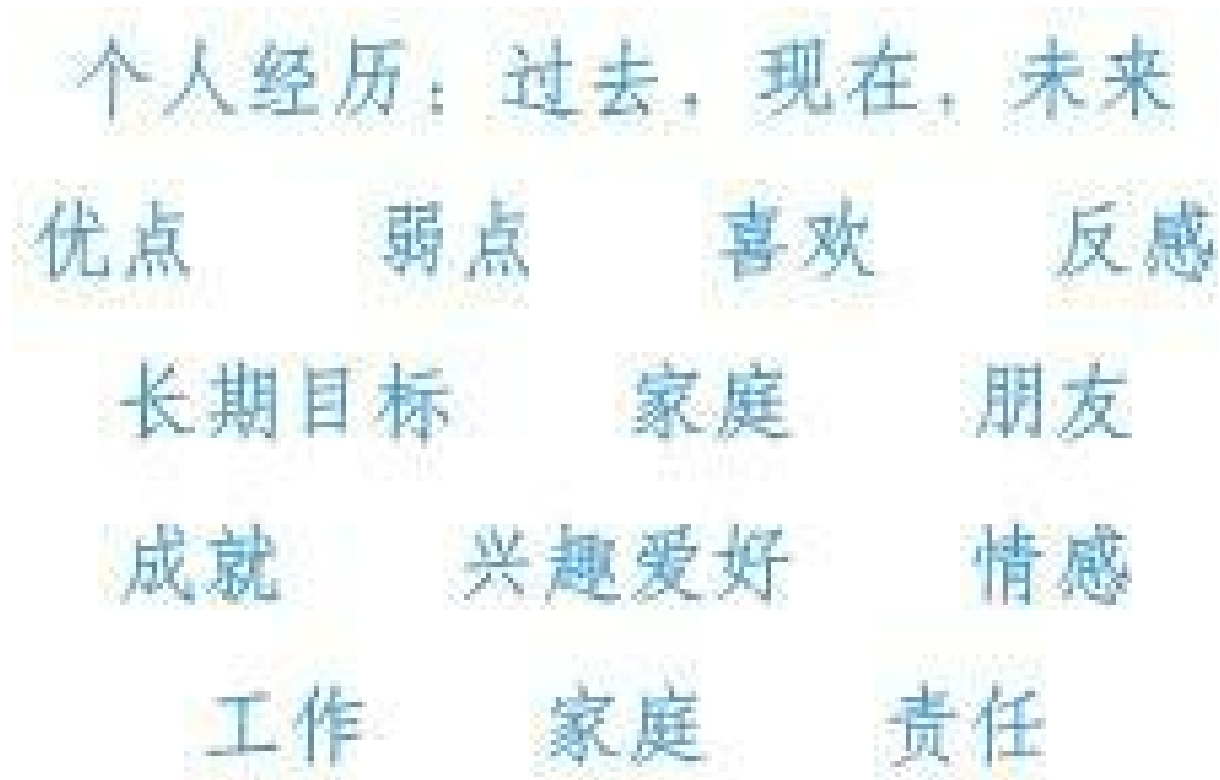 个人经历：过去，现在，未来
优点 弱点 喜欢 反感
长期目标 家庭 朋友
成就 兴趣爱好 情感
工作 家庭 责任